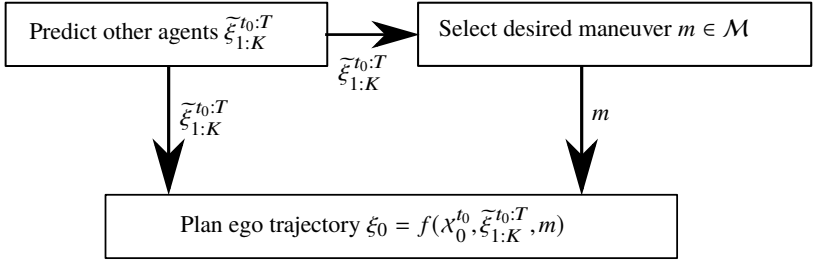 Predict other agents $\widetilde{\xi}_{1:K}^{t_0:T}$
Select desired maneuver $m \in \mathcal{M}$
$\widetilde{\xi}_{1:K}^{t_0:T}$
$\widetilde{\xi}_{1:K}^{t_0:T}$
$m$
Plan ego trajectory $\xi_0 = f(\chi_0^{t_0}, \widetilde{\xi}_{1:K}^{t_0:T}, m)$